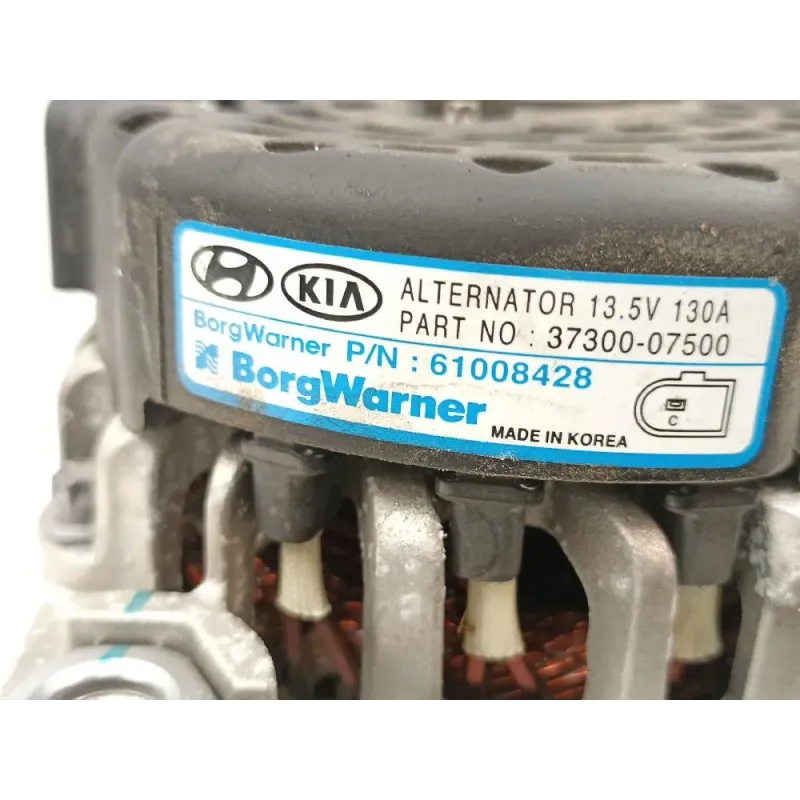 KIA ALTERNATOR 13.5V 130A
PART NO : 37300-07500
BorgWarner P/N : 61008428
BorgWarner
MADE IN KOREA
C